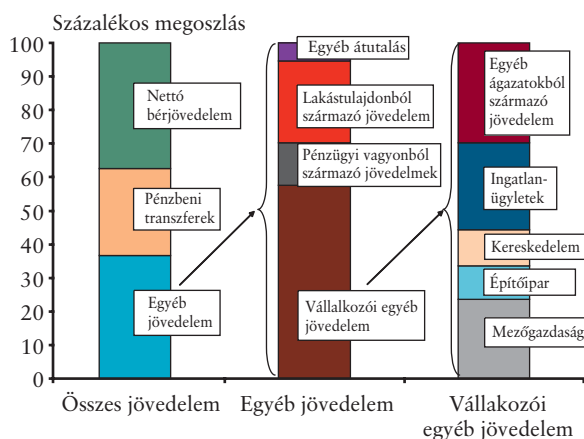 Százalékos megoszlás
100
90
80
70
60
50
40
30
20
10
0
Nettó
bérjövedelem
Pénzbeni
transzferek
Egyéb
jövedelem
Egyéb átutalás
Lakástulajdonból
származó jövedelem
Pénzügyi vagyonból
származó jövedelmek
Vállalkozói egyéb
jövedelem
Egyéb
ágazatokból
származó
jövedelem
Ingatlan-
ügyletek
Kereskedelem
Építőipar
Mezőgazdaság
Összes jövedelem
Egyéb jövedelem
Vállakozói
egyéb jövedelem